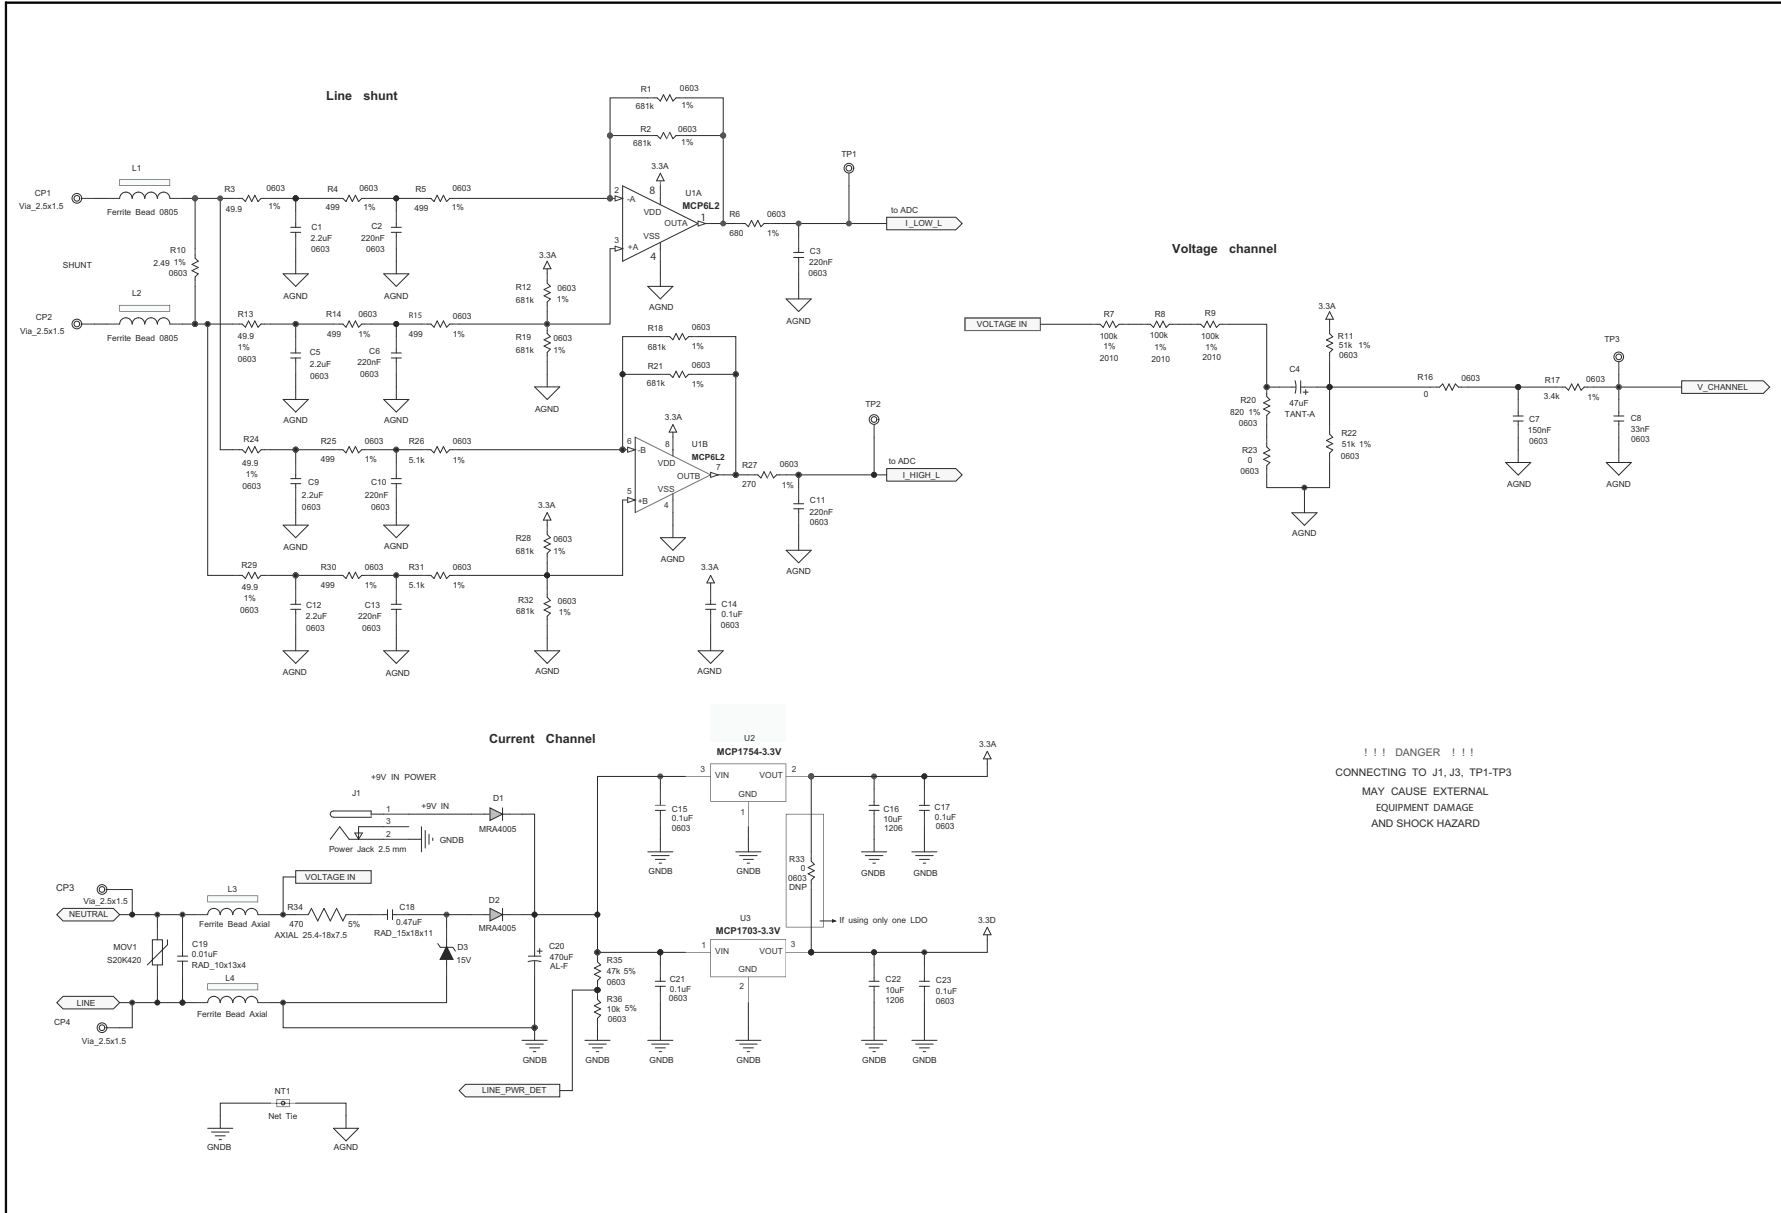 Line shunt
R1 0603
681k 1%
R2 0603
681k 1%
3.3A
L1
CP1
Via_2.5x1.5
Ferrite Bead 0805
R3 0603
49.9 1%
R4 0603
499 1%
R5 0603
499 1%
2
-A
8
VDD
U1A
MCP6L2
OUTA
1
VSS
3
+A
4
AGND
C1
2.2uF
0603
AGND
C2
220nF
0603
AGND
R6 0603
680 1%
TP1
to ADC
I_LOW_L
C3
220nF
0603
AGND
R10
2.49 1%
0603
SHUNT
L2
CP2
Via_2.5x1.5
Ferrite Bead 0805
R13
49.9
1%
0603
R14 0603
499 1%
R15 0603
499 1%
3.3A
R12 0603
681k 1%
R19 0603
681k 1%
AGND
C5
2.2uF
0603
AGND
C6
220nF
0603
AGND
R18 0603
681k 1%
R21 0603
681k 1%
3.3A
R24
49.9
1%
0603
R25 0603
499 1%
R26 0603
5.1k 1%
6
-B
8
VDD
U1B
MCP6L2
OUTB
7
VSS
5
+B
4
AGND
C9
2.2uF
0603
AGND
C10
220nF
0603
AGND
R27 0603
270 1%
TP2
to ADC
I_HIGH_L
C11
220nF
0603
AGND
R29
49.9
1%
0603
R30 0603
499 1%
R31 0603
5.1k 1%
3.3A
R28 0603
681k 1%
R32 0603
681k 1%
AGND
C12
2.2uF
0603
AGND
C13
220nF
0603
AGND
3.3A
C14
0.1uF
0603
AGND
Voltage channel
VOLTAGE IN
R7
100k
1%
2010
R8
100k
1%
2010
R9
100k
1%
2010
3.3A
R11
51k 1%
0603
C4
47uF
TANT-A
R20
820 1%
0603
R23
0
0603
R22
51k 1%
0603
AGND
R16 0603
0
C7
150nF
0603
AGND
R17 0603
3.4k 1%
TP3
V_CHANNEL
C8
33nF
0603
AGND
Current Channel
+9V IN POWER
J1
1
+9V IN
3
2
GNDB
Power Jack 2.5 mm
D1
MRA4005
CP3
Via_2.5x1.5
NEUTRAL
L3
Ferrite Bead Axial
VOLTAGE IN
R34
470 5%
AXIAL 25.4-18x7.5
C18
0.47uF
RAD_15x18x11
D2
MRA4005
D3
15V
MOV1
S20K420
C19
0.01uF
RAD_10x13x4
L4
Ferrite Bead Axial
LINE
CP4
Via_2.5x1.5
C20
470uF
AL-F
GNDB
R35
47k 5%
0603
R36
10k 5%
0603
GNDB
LINE_PWR_DET
U2
MCP1754-3.3V
3
VIN
VOUT
2
GND
1
GNDB
C15
0.1uF
0603
GNDB
C16
10uF
1206
GNDB
C17
0.1uF
0603
GNDB
3.3A
R33
0
0603
DNP
If using only one LDO
U3
MCP1703-3.3V
1
VIN
VOUT
3
GND
2
GNDB
C21
0.1uF
0603
GNDB
C22
10uF
1206
GNDB
C23
0.1uF
0603
GNDB
3.3D
NT1
Net Tie
GNDB
AGND
! ! ! DANGER ! ! !
CONNECTING TO J1, J3, TP1-TP3
MAY CAUSE EXTERNAL
EQUIPMENT DAMAGE
AND SHOCK HAZARD